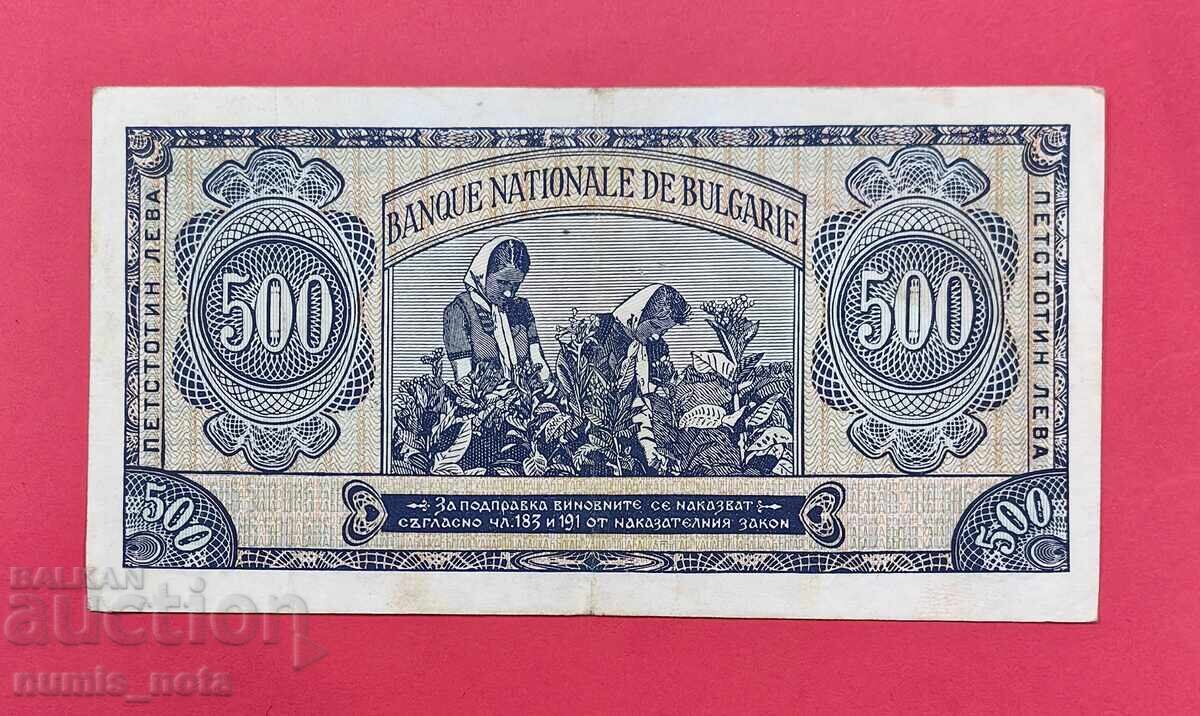 BANQUE NATIONALE DE BULGARIE
ПЕТСТОТИН ЛЕВА
500
500
ПЕТСТОТИН ЛЕВА
500
ЗА ПОДПРАВКА ВИНОВНИТЕ СЕ НАКАЗВАТ
СЪГЛАСНО ЧЛ. 183 И 191 ОТ НАКАЗАТЕЛНИЯ ЗАКОН
500
BALKAN
auction
numis_nota